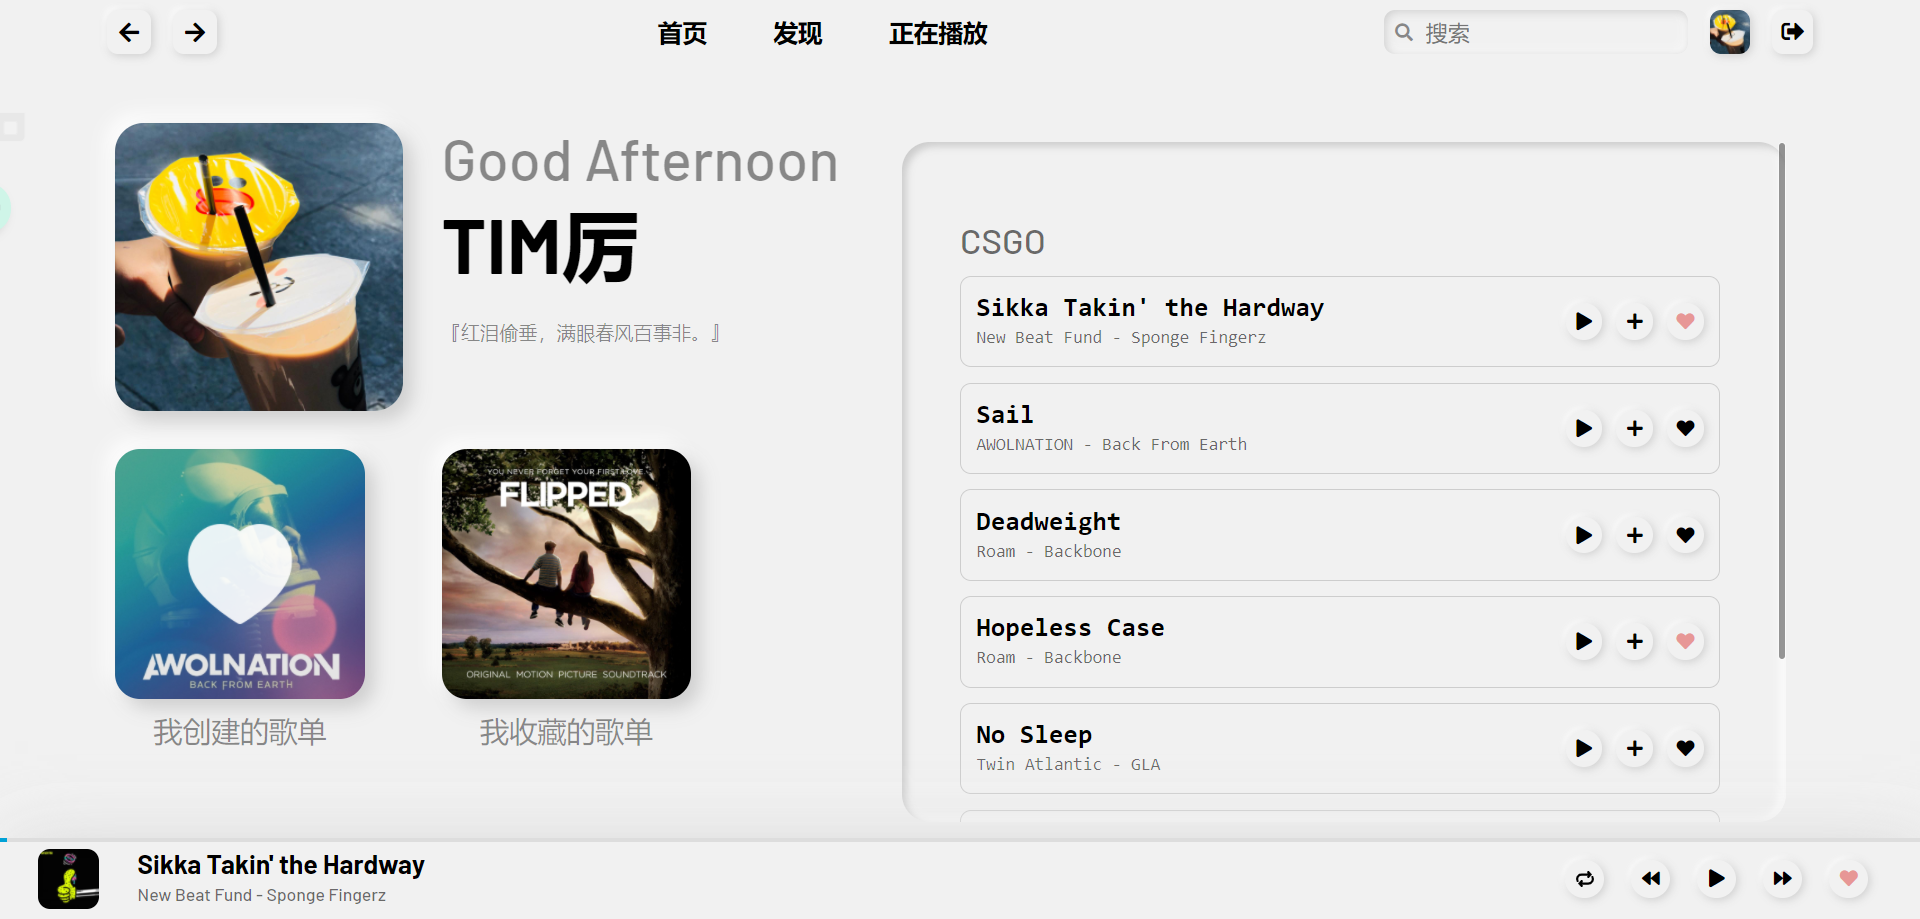 首页
发现
正在播放
搜索
Good Afternoon
TIM厉
『红泪偷垂，满眼春风百事非。』
AWOLNATION
BACK FROM EARTH
我创建的歌单
YOU NEVER FORGET YOUR FIRST LOVE
FLIPPED
ORIGINAL MOTION PICTURE SOUNDTRACK
我收藏的歌单
CSGO
Sikka Takin' the Hardway
New Beat Fund - Sponge Fingerz
Sail
AWOLNATION - Back From Earth
Deadweight
Roam - Backbone
Hopeless Case
Roam - Backbone
No Sleep
Twin Atlantic - GLA
Sikka Takin' the Hardway
New Beat Fund - Sponge Fingerz